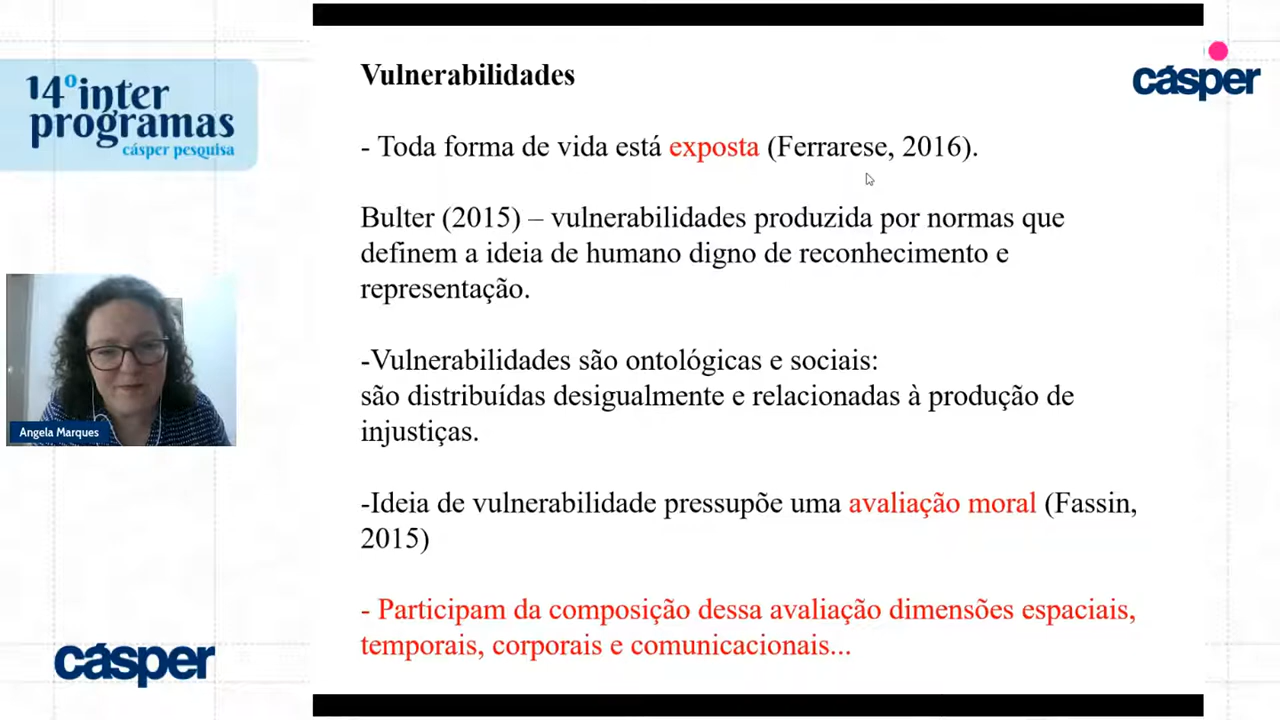 14º inter
programas
cásper pesquisa
cásper
Vulnerabilidades
- Toda forma de vida está exposta (Ferrarese, 2016).
Bulter (2015) – vulnerabilidades produzida por normas que
definem a ideia de humano digno de reconhecimento e
representação.
-Vulnerabilidades são ontológicas e sociais:
são distribuídas desigualmente e relacionadas à produção de
injustiças.
-Ideia de vulnerabilidade pressupõe uma avaliação moral (Fassin,
2015)
- Participam da composição dessa avaliação dimensões espaciais,
temporais, corporais e comunicacionais...
Angela Marques
cásper